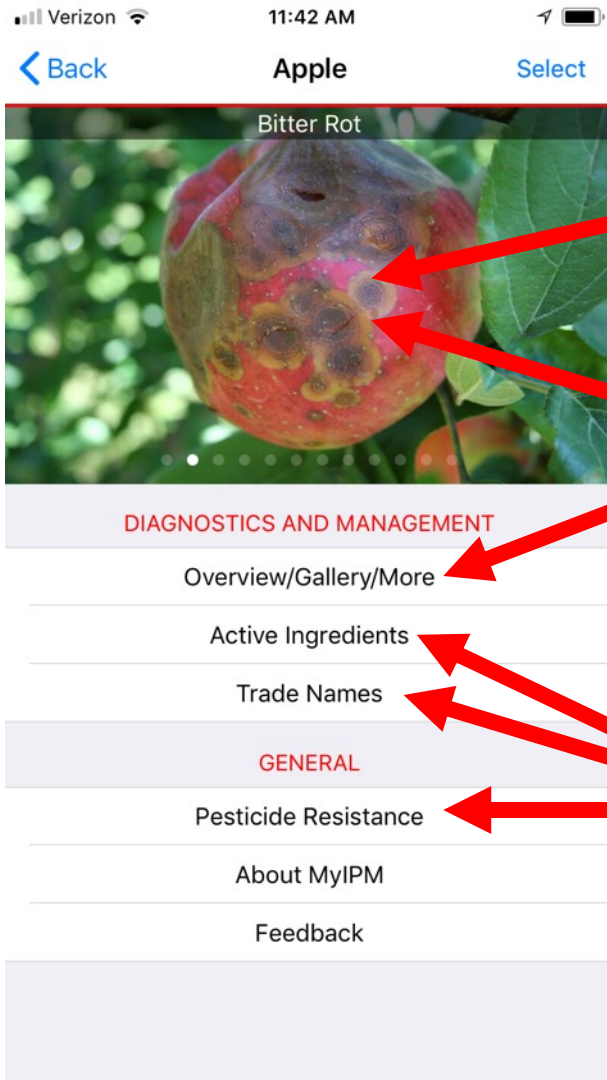 Verizon 11:42 AM
Back Apple Select
Bitter Rot
DIAGNOSTICS AND MANAGEMENT
Overview/Gallery/More
Active Ingredients
Trade Names
GENERAL
Pesticide Resistance
About MyIPM
Feedback